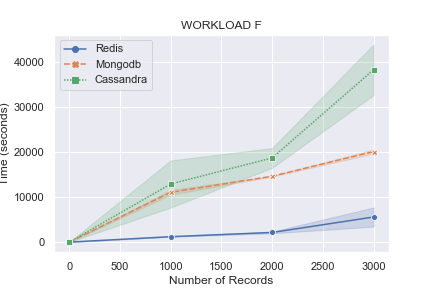 WORKLOAD F
Redis
Mongodb
Cassandra
40000
30000
20000
10000
0
Time (seconds)
0 500 1000 1500 2000 2500 3000
Number of Records